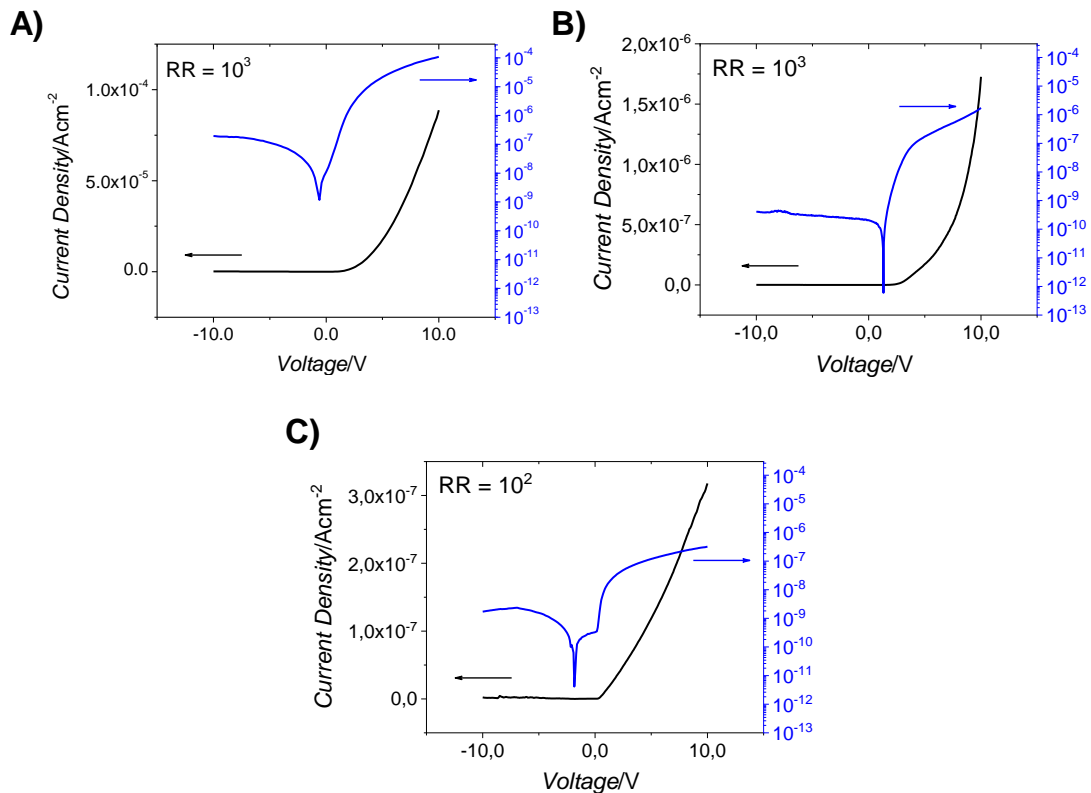 A)
RR = 10³
Current Density/Acm⁻²
1.0x10⁻⁴
5.0x10⁻⁵
0.0
10⁻⁴
10⁻⁵
10⁻⁶
10⁻⁷
10⁻⁸
10⁻⁹
10⁻¹⁰
10⁻¹¹
10⁻¹²
10⁻¹³
-10.0 0.0 10.0
Voltage/V
B)
RR = 10³
Current Density/Acm⁻²
2,0x10⁻⁶
1,5x10⁻⁶
1,0x10⁻⁶
5,0x10⁻⁷
0,0
10⁻⁴
10⁻⁵
10⁻⁶
10⁻⁷
10⁻⁸
10⁻⁹
10⁻¹⁰
10⁻¹¹
10⁻¹²
10⁻¹³
-10,0 0,0 10,0
Voltage/V
C)
RR = 10²
Current Density/Acm⁻²
3,0x10⁻⁷
2,0x10⁻⁷
1,0x10⁻⁷
0,0
10⁻⁴
10⁻⁵
10⁻⁶
10⁻⁷
10⁻⁸
10⁻⁹
10⁻¹⁰
10⁻¹¹
10⁻¹²
10⁻¹³
-10,0 0,0 10,0
Voltage/V